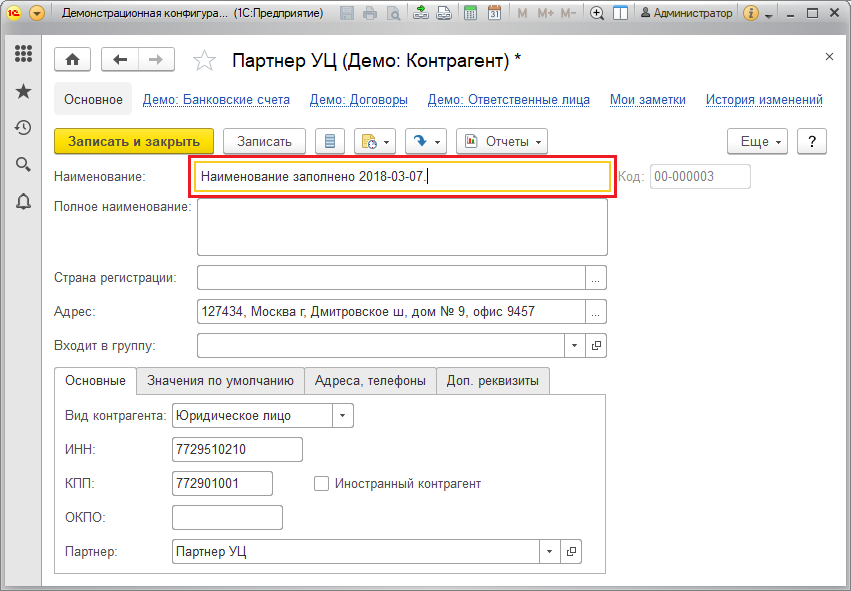 Демонстрационная конфигура... (1С:Предприятие)
31 M M+ M- Администратор i
Партнер УЦ (Демо: Контрагент) *
Основное Демо: Банковские счета Демо: Договоры Демо: Ответственные лица Мои заметки История изменений
Записать и закрыть Записать Отчеты Еще ?
Наименование: Наименование заполнено 2018-03-07. Код: 00-000003
Полное наименование:
Страна регистрации: ...
Адрес: 127434, Москва г, Дмитровское ш, дом № 9, офис 9457 ...
Входит в группу:
Основные Значения по умолчанию Адреса, телефоны Доп. реквизиты
Вид контрагента: Юридическое лицо
ИНН: 7729510210
КПП: 772901001 Иностранный контрагент
ОКПО:
Партнер: Партнер УЦ